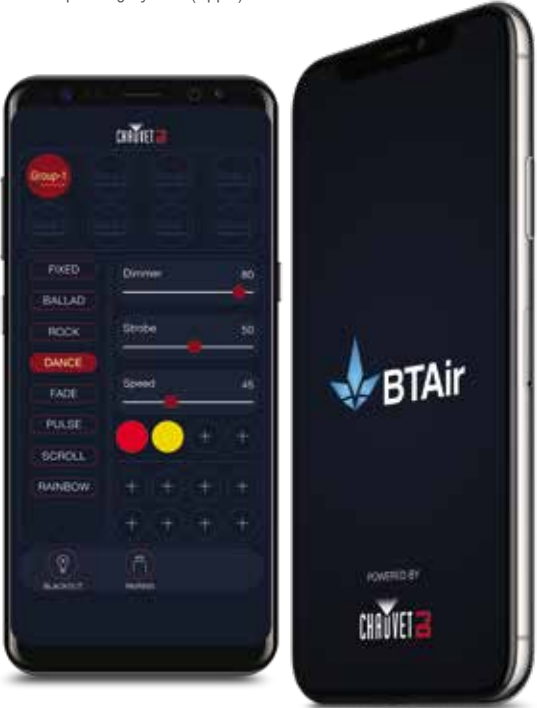 CHAUVET DJ
Group-1
FIXED
BALLAD
ROCK
DANCE
FADE
PULSE
SCROLL
RAINBOW
Dimmer 80
Strobe 50
Speed 45
BLACKOUT
BTAir
POWERED BY
CHAUVET DJ